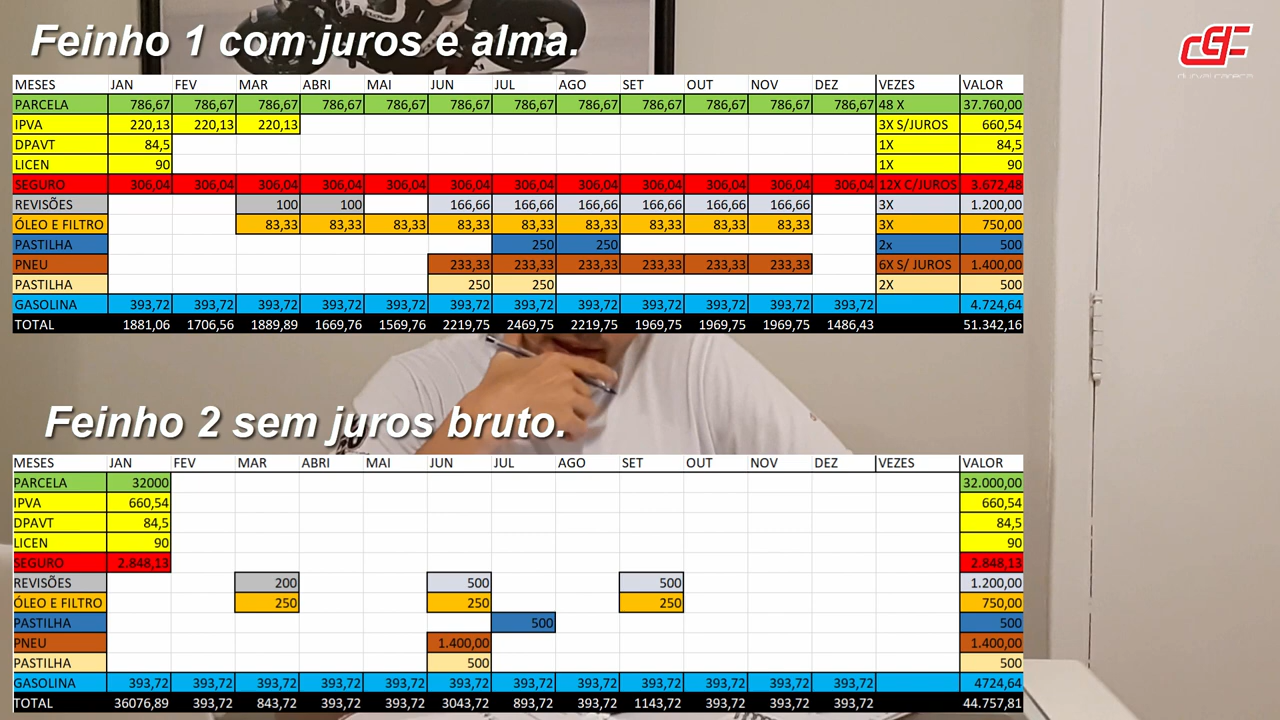 Feinho 1 com juros e alma.
MESES JAN FEV MAR ABRI MAI JUN JUL AGO SET OUT NOV DEZ VEZES VALOR
PARCELA 786,67 786,67 786,67 786,67 786,67 786,67 786,67 786,67 786,67 786,67 786,67 786,67 48 X 37.760,00
IPVA 220,13 220,13 220,13 3X S/JUROS 660,54
DPAVT 84,5 1X 84,5
LICEN 90 1X 90
SEGURO 306,04 306,04 306,04 306,04 306,04 306,04 306,04 306,04 306,04 306,04 306,04 306,04 12X C/JUROS 3.672,48
REVISÕES 100 100 166,66 166,66 166,66 166,66 166,66 166,66 3X 1.200,00
ÓLEO E FILTRO 83,33 83,33 83,33 83,33 83,33 83,33 83,33 83,33 83,33 3X 750,00
PASTILHA 250 250 2x 500
PNEU 233,33 233,33 233,33 233,33 233,33 233,33 6X S/ JUROS 1.400,00
PASTILHA 250 250 2X 500
GASOLINA 393,72 393,72 393,72 393,72 393,72 393,72 393,72 393,72 393,72 393,72 393,72 393,72 4.724,64
TOTAL 1881,06 1706,56 1889,89 1669,76 1569,76 2219,75 2469,75 2219,75 1969,75 1969,75 1969,75 1486,43 51.342,16
Feinho 2 sem juros bruto.
MESES JAN FEV MAR ABRI MAI JUN JUL AGO SET OUT NOV DEZ VEZES VALOR
PARCELA 32000 32.000,00
IPVA 660,54 660,54
DPAVT 84,5 84,5
LICEN 90 90
SEGURO 2.848,13 2.848,13
REVISÕES 200 500 500 1.200,00
ÓLEO E FILTRO 250 250 250 750,00
PASTILHA 500 500
PNEU 1.400,00 1.400,00
PASTILHA 500 500
GASOLINA 393,72 393,72 393,72 393,72 393,72 393,72 393,72 393,72 393,72 393,72 393,72 393,72 4724,64
TOTAL 36076,89 393,72 843,72 393,72 393,72 3043,72 893,72 393,72 1143,72 393,72 393,72 393,72 44.757,81